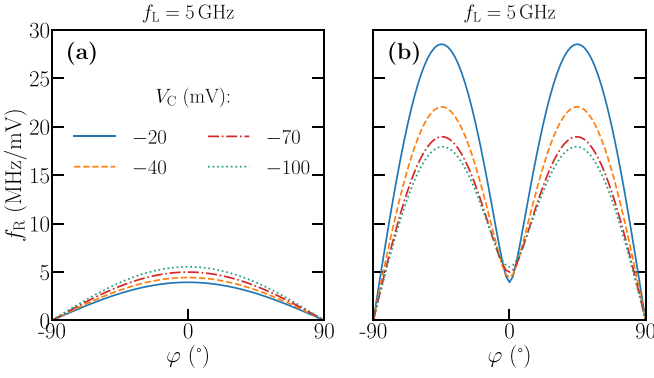 f_L = 5 GHz
f_L = 5 GHz
(a)
(b)
V_C (mV):
−20
−70
−40
−100
f_R (MHz/mV)
30
25
20
15
10
5
0
-90 0 90
-90 0 90
φ (°)
φ (°)